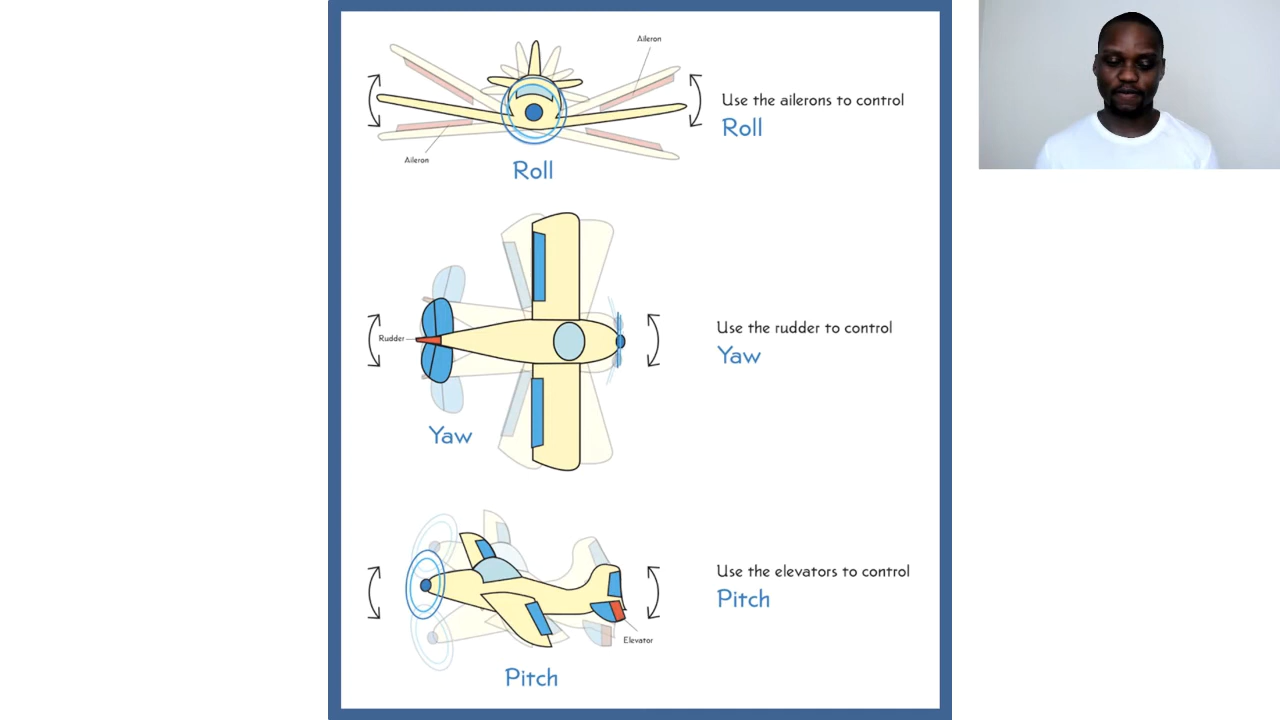 Aileron
Aileron
Roll
Use the ailerons to control
Roll
Rudder
Yaw
Use the rudder to control
Yaw
Elevator
Pitch
Use the elevators to control
Pitch